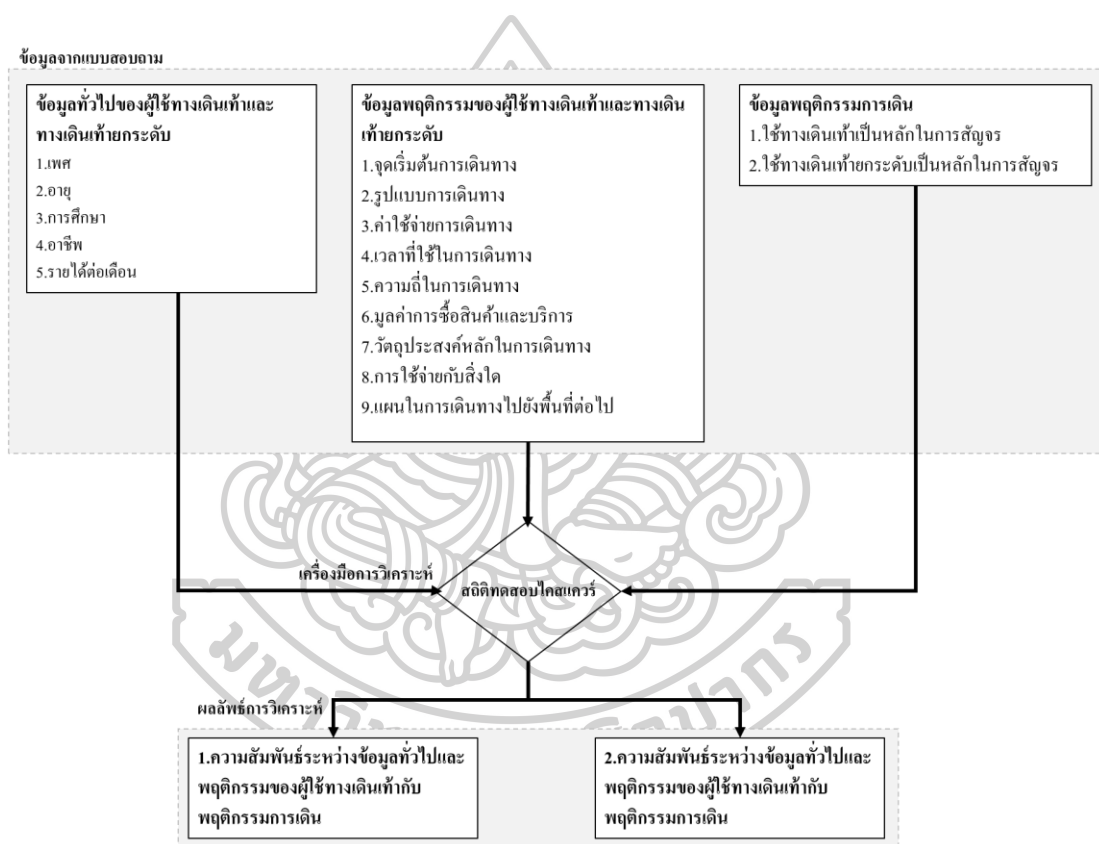 ข้อมูลจากแบบสอบถาม
ข้อมูลทั่วไปของผู้ใช้ทางเดินเท้าและ
ทางเดินเท้ายกระดับ
1.เพศ
2.อายุ
3.การศึกษา
4.อาชีพ
5.รายได้ต่อเดือน
ข้อมูลพฤติกรรมของผู้ใช้ทางเดินเท้าและทางเดิน
เท้ายกระดับ
1.จุดเริ่มต้นการเดินทาง
2.รูปแบบการเดินทาง
3.ค่าใช้จ่ายการเดินทาง
4.เวลาที่ใช้ในการเดินทาง
5.ความถี่ในการเดินทาง
6.มูลค่าการซื้อสินค้าและบริการ
7.วัตถุประสงค์หลักในการเดินทาง
8.การใช้จ่ายกับสิ่งใด
9.แผนในการเดินทางไปยังพื้นที่ต่อไป
ข้อมูลพฤติกรรมการเดิน
1.ใช้ทางเดินเท้าเป็นหลักในการสัญจร
2.ใช้ทางเดินเท้ายกระดับเป็นหลักในการสัญจร
เครื่องมือการวิเคราะห์
สถิติทดสอบไคสแควร์
ผลลัพธ์การวิเคราะห์
1.ความสัมพันธ์ระหว่างข้อมูลทั่วไปและ
พฤติกรรมของผู้ใช้ทางเดินเท้ากับ
พฤติกรรมการเดิน
2.ความสัมพันธ์ระหว่างข้อมูลทั่วไปและ
พฤติกรรมของผู้ใช้ทางเดินเท้ากับ
พฤติกรรมการเดิน